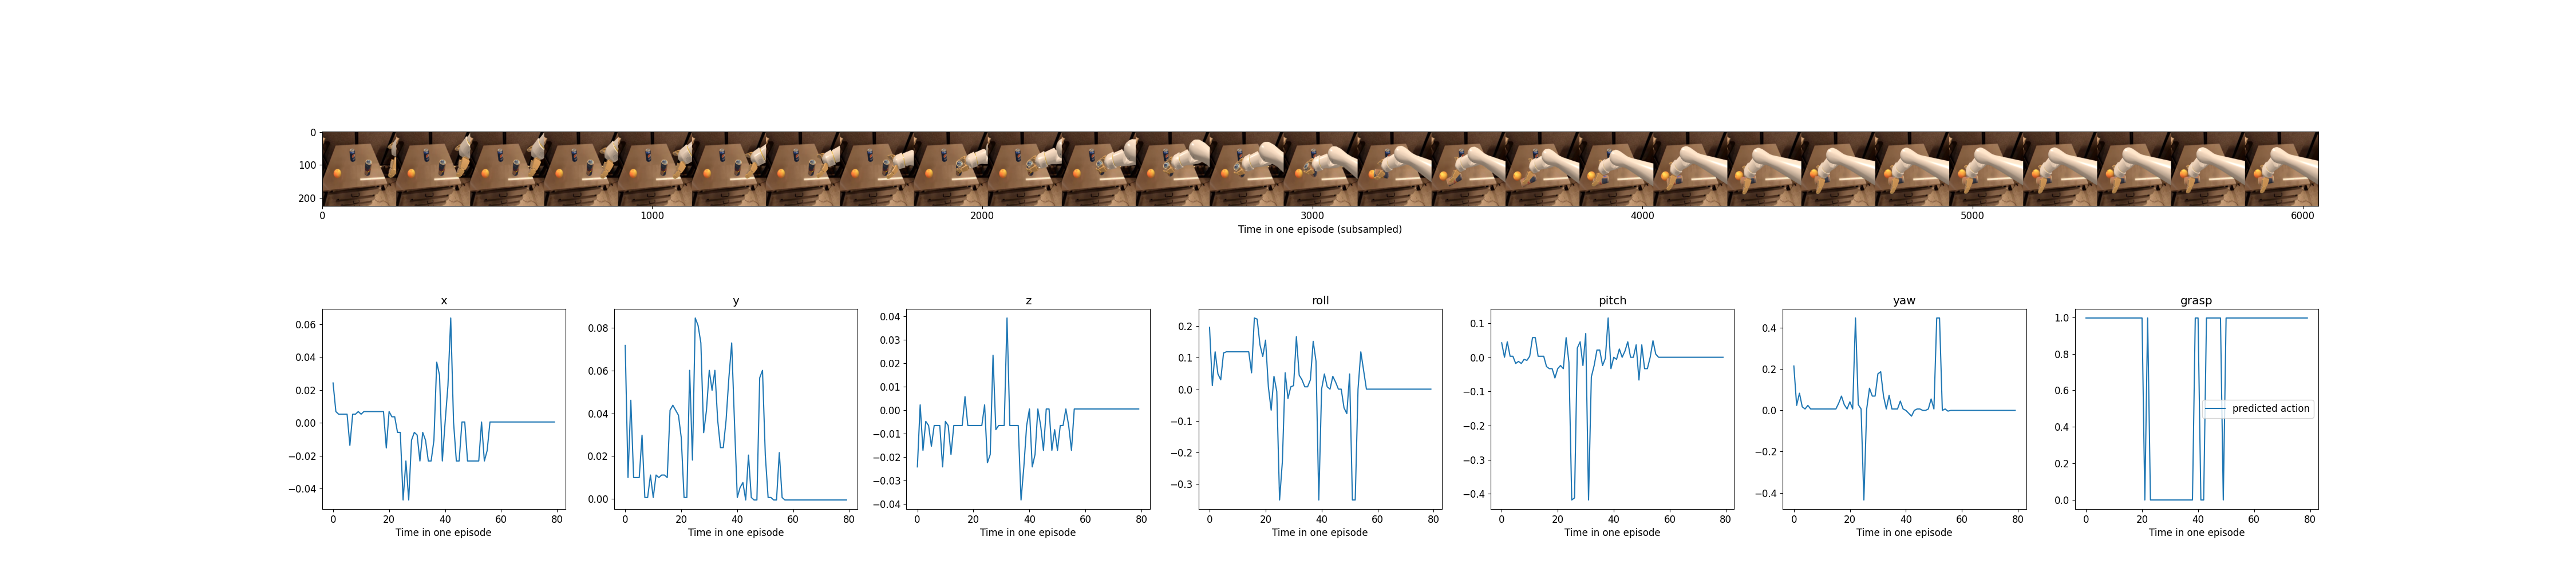 0
100
200
0 1000 2000 3000 4000 5000 6000
Time in one episode (subsampled)
x
0.06
0.04
0.02
0.00
−0.02
−0.04
0 20 40 60 80
Time in one episode
y
0.08
0.06
0.04
0.02
0.00
0 20 40 60 80
Time in one episode
z
0.04
0.03
0.02
0.01
0.00
−0.01
−0.02
−0.03
−0.04
0 20 40 60 80
Time in one episode
roll
0.2
0.1
0.0
−0.1
−0.2
−0.3
0 20 40 60 80
Time in one episode
pitch
0.1
0.0
−0.1
−0.2
−0.3
−0.4
0 20 40 60 80
Time in one episode
yaw
0.4
0.2
0.0
−0.2
−0.4
0 20 40 60 80
Time in one episode
grasp
1.0
0.8
0.6
0.4
0.2
0.0
predicted action
0 20 40 60 80
Time in one episode